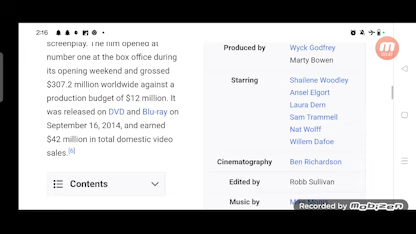 2:16
screenplay. The film opened at
number one at the box office during
its opening weekend and grossed
$307.2 million worldwide against a
production budget of $12 million. It
was released on DVD and Blu-ray on
September 16, 2014, and earned
$42 million in total domestic video
sales.[6]
Contents
Produced by Wyck Godfrey
Marty Bowen
Starring Shailene Woodley
Ansel Elgort
Laura Dern
Sam Trammell
Nat Wolff
Willem Dafoe
Cinematography Ben Richardson
Edited by Robb Sullivan
Music by
Recorded by MOBIZEN